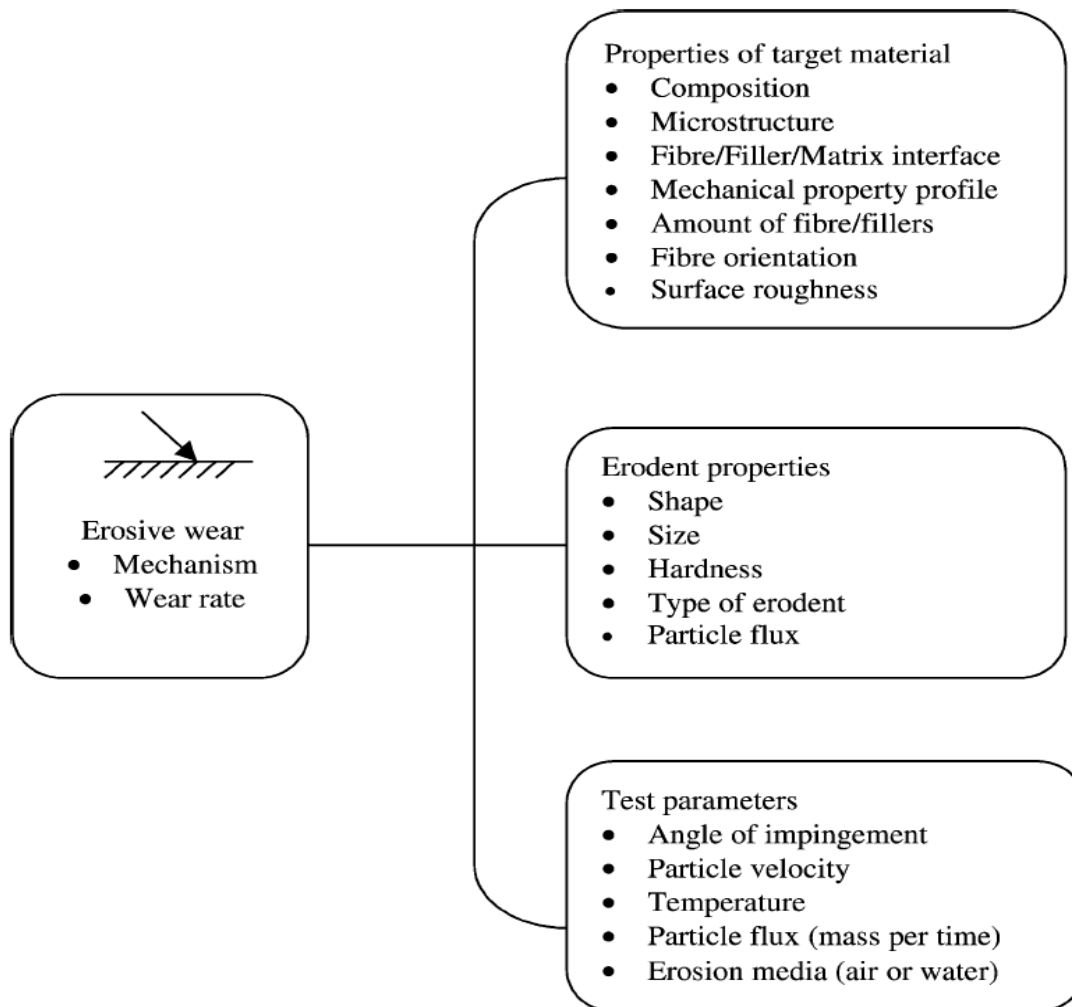 Erosive wear
• Mechanism
• Wear rate
Properties of target material
• Composition
• Microstructure
• Fibre/Filler/Matrix interface
• Mechanical property profile
• Amount of fibre/fillers
• Fibre orientation
• Surface roughness
Erodent properties
• Shape
• Size
• Hardness
• Type of erodent
• Particle flux
Test parameters
• Angle of impingement
• Particle velocity
• Temperature
• Particle flux (mass per time)
• Erosion media (air or water)